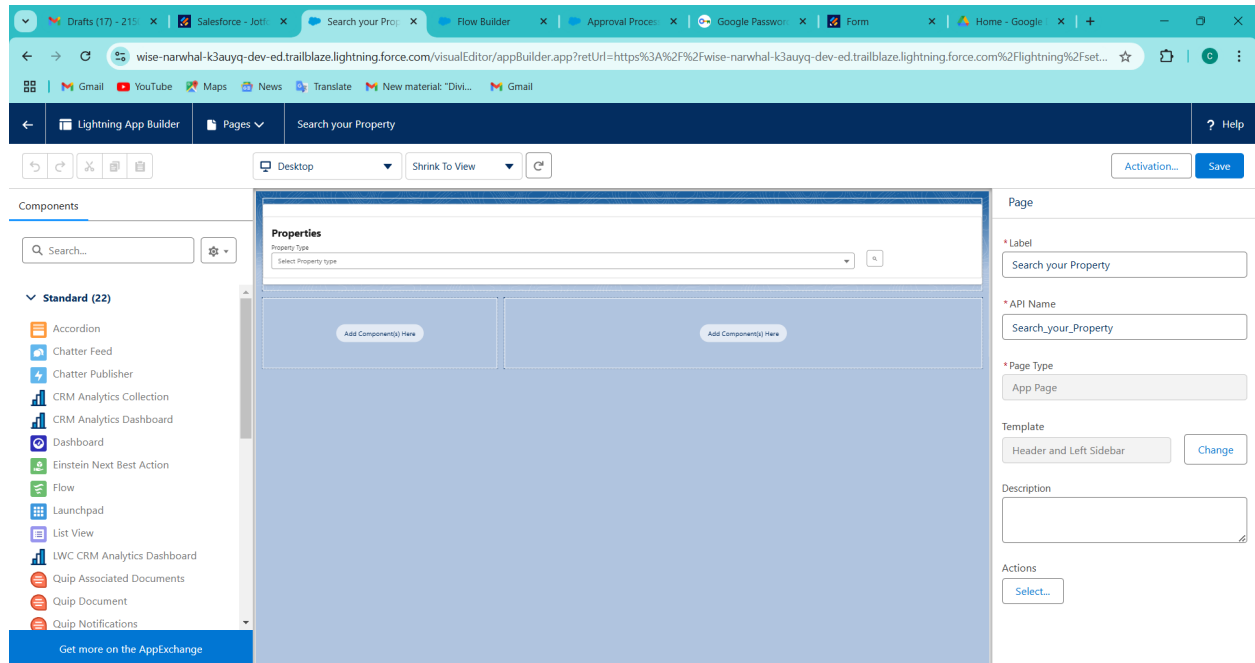 Drafts (17) - 215
Salesforce - Jotfo
Search your Prop
Flow Builder
Approval Proces
Google Passwor
Form
Home - Google
wise-narwhal-k3auyq-dev-ed.trailblaze.lightning.force.com/visualEditor/appBuilder.app?retUrl=https%3A%2F%2Fwise-narwhal-k3auyq-dev-ed.trailblaze.lightning.force.com%2Flightning%2Fset...
C
Gmail
YouTube
Maps
News
Translate
New material: "Divi...
Gmail
Lightning App Builder
Pages
Search your Property
? Help
Desktop
Shrink To View
Activation...
Save
Components
Search...
Standard (22)
Accordion
Chatter Feed
Chatter Publisher
CRM Analytics Collection
CRM Analytics Dashboard
Dashboard
Einstein Next Best Action
Flow
Launchpad
List View
LWC CRM Analytics Dashboard
Quip Associated Documents
Quip Document
Quip Notifications
Get more on the AppExchange
Properties
Property Type
Select Property type
Add Component(s) Here
Add Component(s) Here
Page
*Label
Search your Property
*API Name
Search_your_Property
*Page Type
App Page
Template
Header and Left Sidebar
Change
Description
Actions
Select...